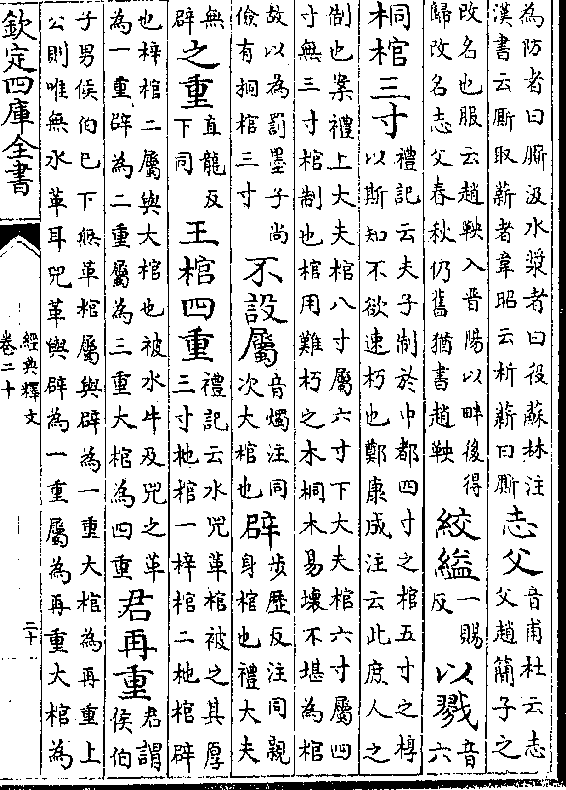 為防者曰厮汲水漿者曰役蘇林注
漢書云厮取薪者韋昭云析薪曰厮
志父
音甫杜云志
父趙簡子之
改名也服云趙鞅入晉陽以畔後得
歸改名志父春秋仍舊猶書趙鞅
絞縊
一賜
反
以戮
音
六
桐棺三寸
禮記云夫子制於中都四寸之棺五寸之椁
以斯知不欲速朽也鄭康成注云此庶人之
制也案禮上大夫棺八寸屬六寸下大夫棺六寸屬四
寸無三寸棺制也棺用難朽之木桐木易壞不堪為棺
故以為罰墨子尚
儉有桐棺三寸
不設屬
音燭注同
次大棺也
辟
步歴反注同親
身棺也禮大夫
無
辟
之重
直龍反
下同
王棺四重
禮記云水兕革棺被之其厚
三寸杝棺一梓棺二杝棺辟
也梓棺二屬與大棺也被水牛及兕之革
為一重辟為二重屬為三重大棺為四重
君再重
君謂
侯伯
子男侯伯已下無革棺屬與辟為一重大棺為再重上
公則唯無水革耳兕革與辟為一重屬為再重大棺為
欽定四庫全書
經典釋文
卷二十
二十